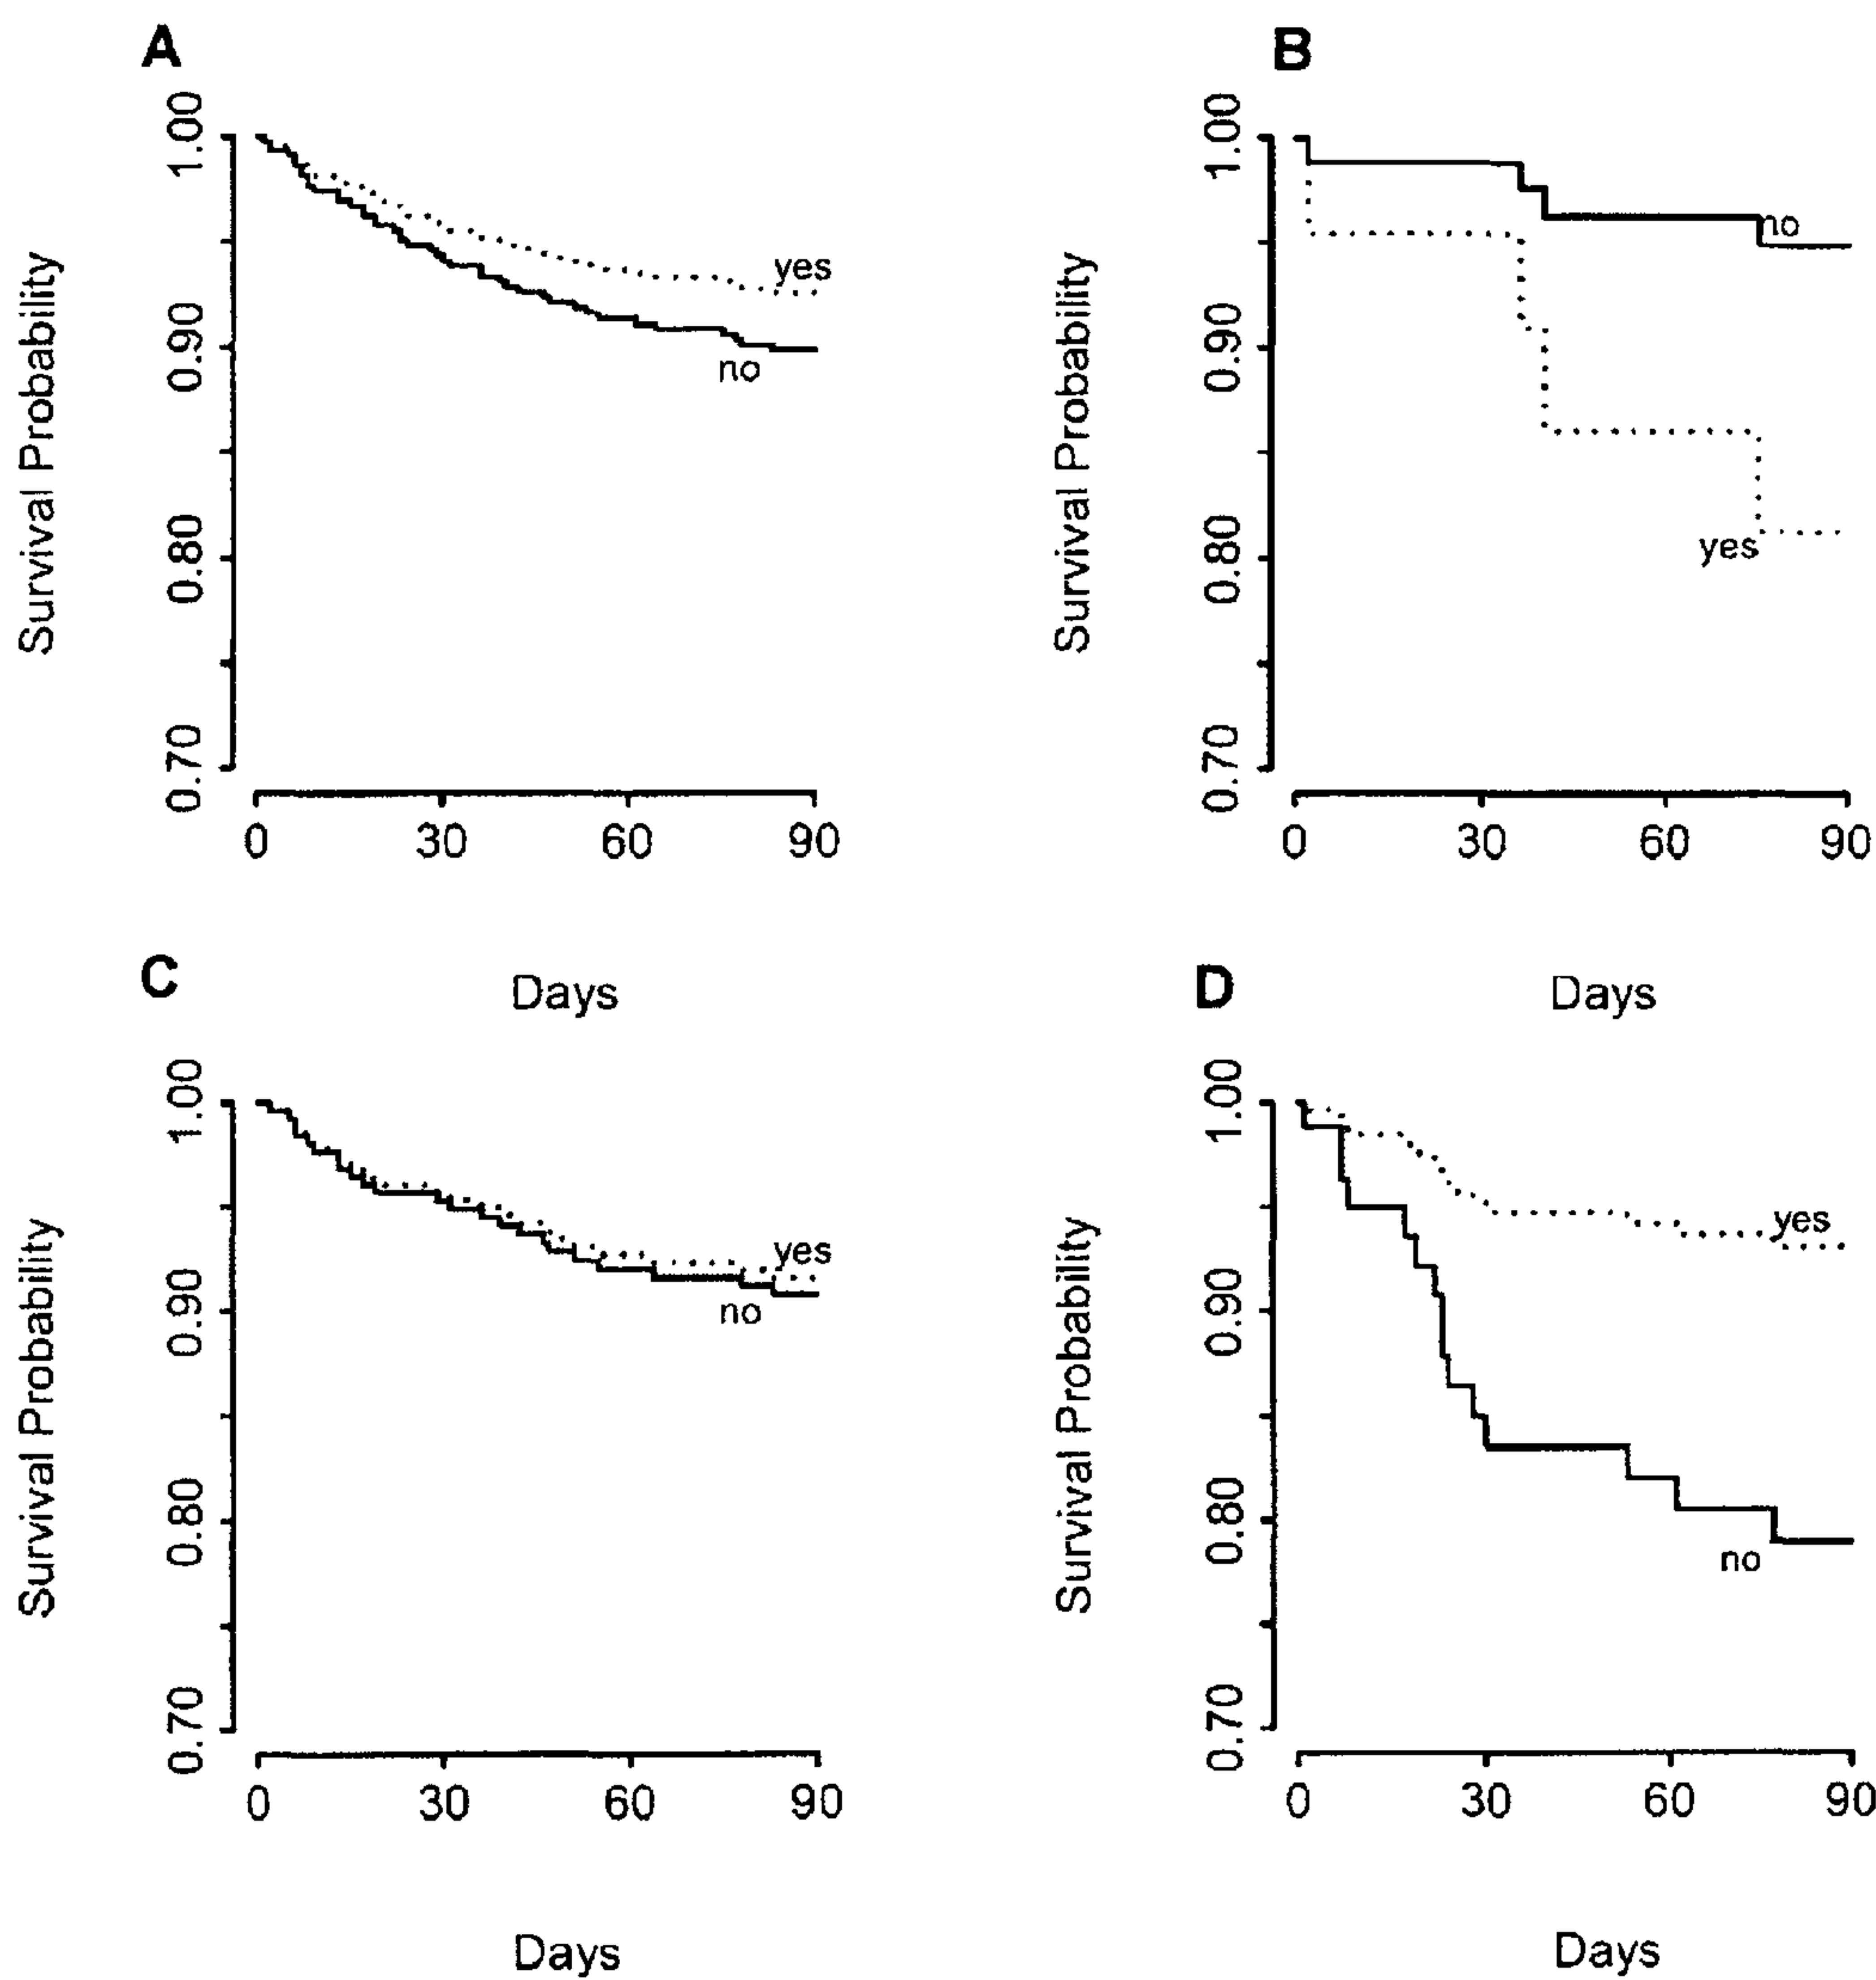 A
Survival Probability
1.00
0.90
0.80
0.70
yes
no
0 30 60 90
Days
B
Survival Probability
1.00
0.90
0.80
0.70
no
yes
0 30 60 90
Days
C
Survival Probability
1.00
0.90
0.80
0.70
yes
no
0 30 60 90
Days
D
Survival Probability
1.00
0.90
0.80
0.70
yes
no
0 30 60 90
Days